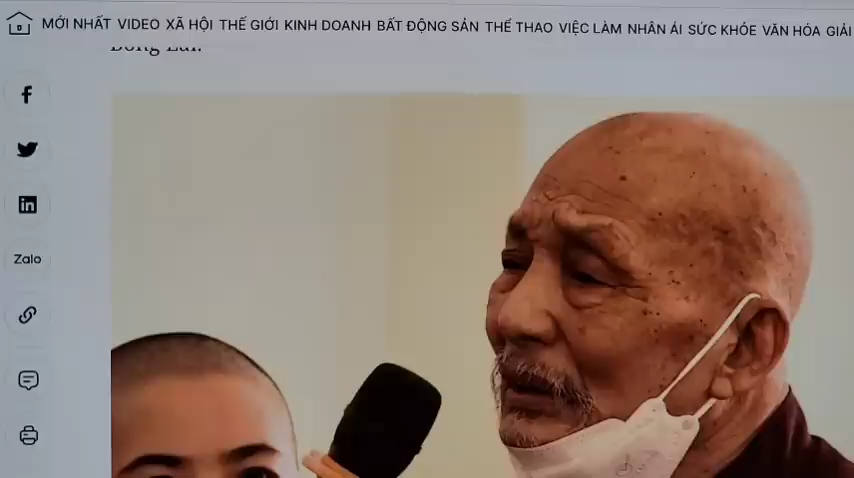 MỚI NHẤT VIDEO XÃ HỘI THẾ GIỚI KINH DOANH BẤT ĐỘNG SẢN THỂ THAO VIỆC LÀM NHÂN ÁI SỨC KHỎE VĂN HÓA GIẢI
Zalo